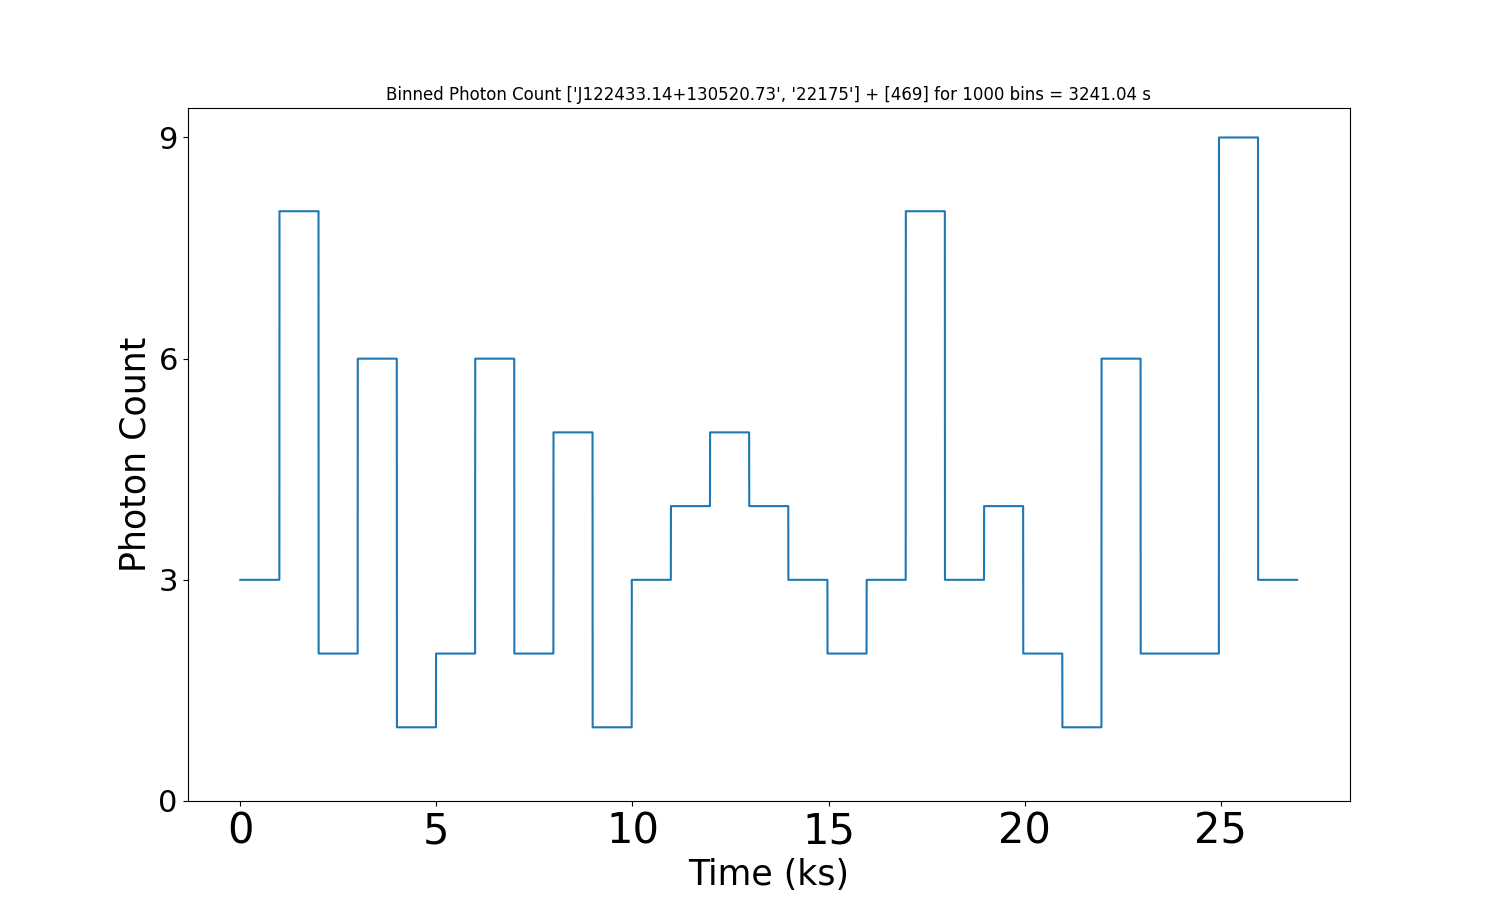 Binned Photon Count ['J122433.14+130520.73', '22175'] + [469] for 1000 bins = 3241.04 s
9
6
3
0
Photon Count
0 5 10 15 20 25
Time (ks)